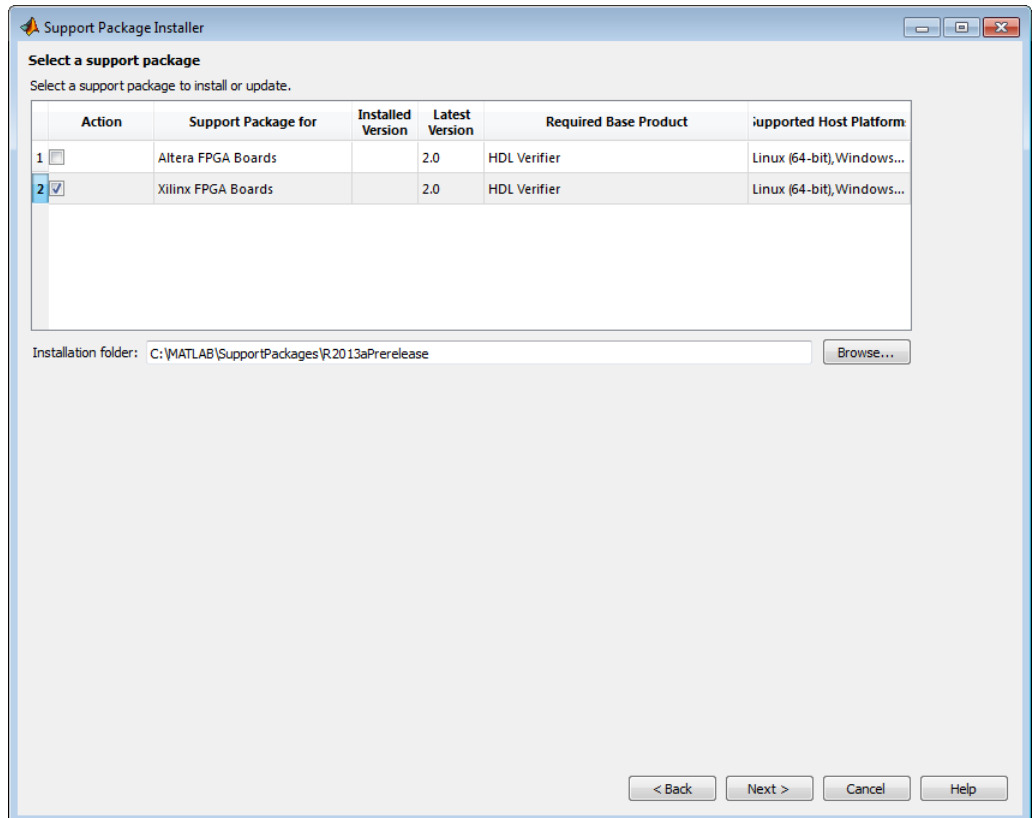 Support Package Installer
Select a support package
Select a support package to install or update.
Action Support Package for Installed Version Latest Version Required Base Product upported Host Platform
1 Altera FPGA Boards 2.0 HDL Verifier Linux (64-bit),Windows...
2 Xilinx FPGA Boards 2.0 HDL Verifier Linux (64-bit),Windows...
Installation folder: C:\MATLAB\SupportPackages\R2013aPrerelease Browse...
< Back Next > Cancel Help